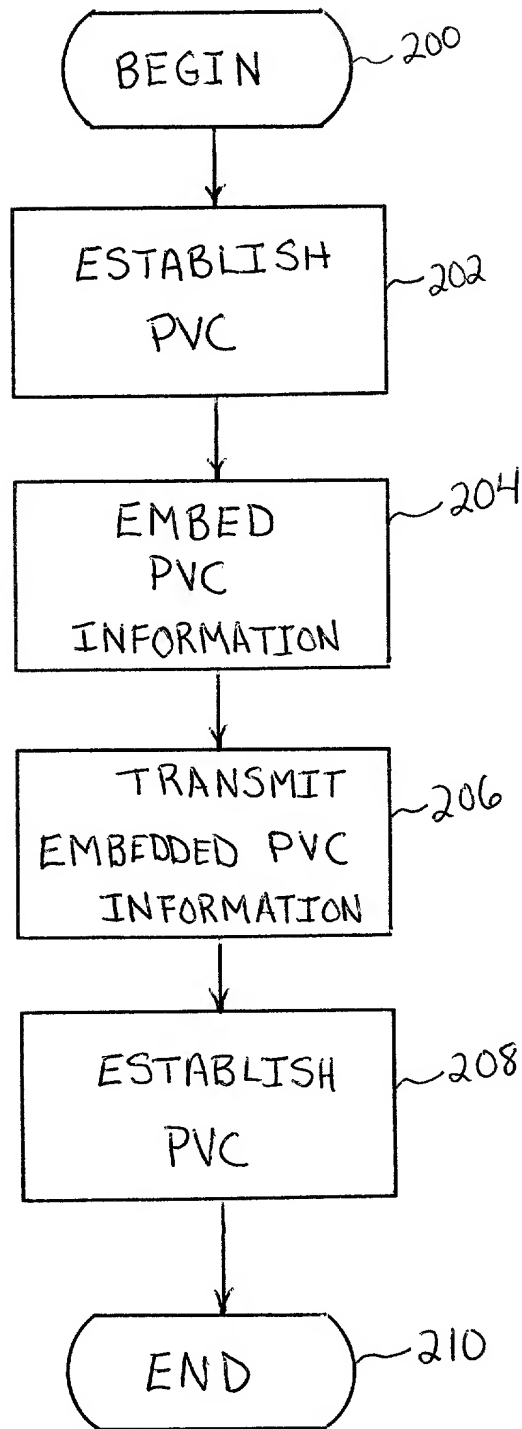 BEGIN
200
ESTABLISH
PVC
202
EMBED
PVC
INFORMATION
204
TRANSMIT
EMBEDDED PVC
INFORMATION
206
ESTABLISH
PVC
208
END
210